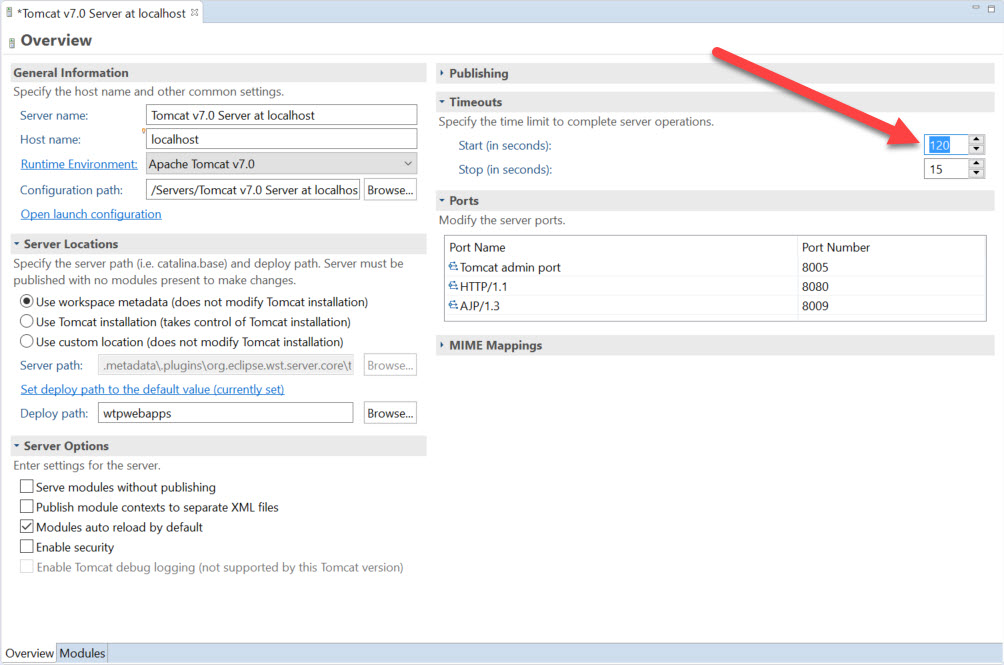 *Tomcat v7.0 Server at localhost
Overview
General Information
Specify the host name and other common settings.
Server name: Tomcat v7.0 Server at localhost
Host name: localhost
Runtime Environment: Apache Tomcat v7.0
Configuration path: /Servers/Tomcat v7.0 Server at localhos Browse...
Open launch configuration
Server Locations
Specify the server path (i.e. catalina.base) and deploy path. Server must be
published with no modules present to make changes.
Use workspace metadata (does not modify Tomcat installation)
Use Tomcat installation (takes control of Tomcat installation)
Use custom location (does not modify Tomcat installation)
Server path: .metadata\.plugins\org.eclipse.wst.server.core\t Browse...
Set deploy path to the default value (currently set)
Deploy path: wtpwebapps Browse...
Server Options
Enter settings for the server.
Serve modules without publishing
Publish module contexts to separate XML files
Modules auto reload by default
Enable security
Enable Tomcat debug logging (not supported by this Tomcat version)
Publishing
Timeouts
Specify the time limit to complete server operations.
Start (in seconds): 120
Stop (in seconds): 15
Ports
Modify the server ports.
Port Name Port Number
Tomcat admin port 8005
HTTP/1.1 8080
AJP/1.3 8009
MIME Mappings
Overview Modules